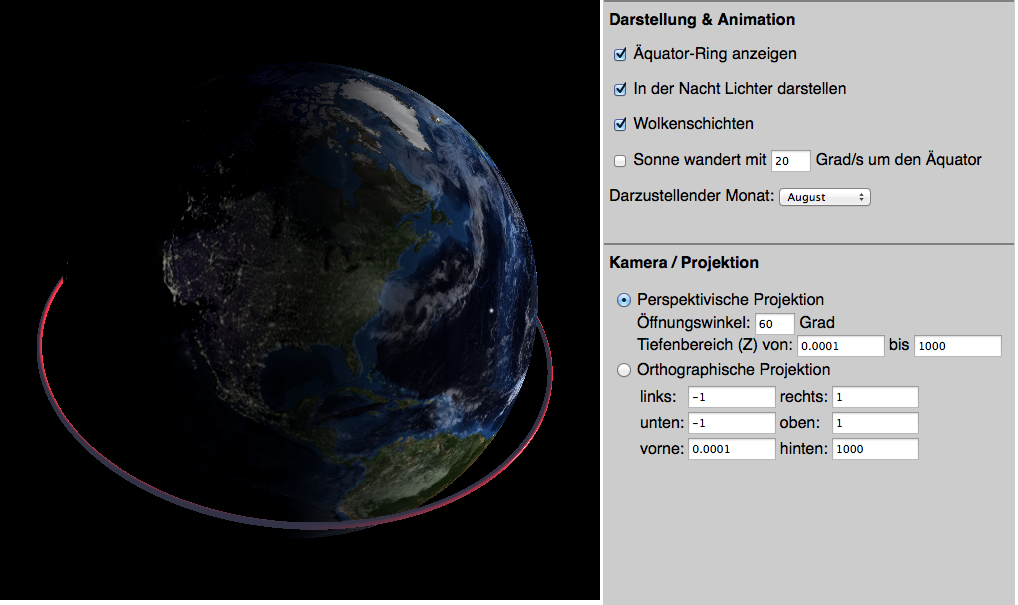 Darstellung & Animation
Äquator-Ring anzeigen
In der Nacht Lichter darstellen
Wolkenschichten
Sonne wandert mit 20 Grad/s um den Äquator
Darzustellender Monat: August
Kamera / Projektion
Perspektivische Projektion
Öffnungswinkel: 60 Grad
Tiefenbereich (Z) von: 0.0001 bis 1000
Orthographische Projektion
links: -1 rechts: 1
unten: -1 oben: 1
vorne: 0.0001 hinten: 1000